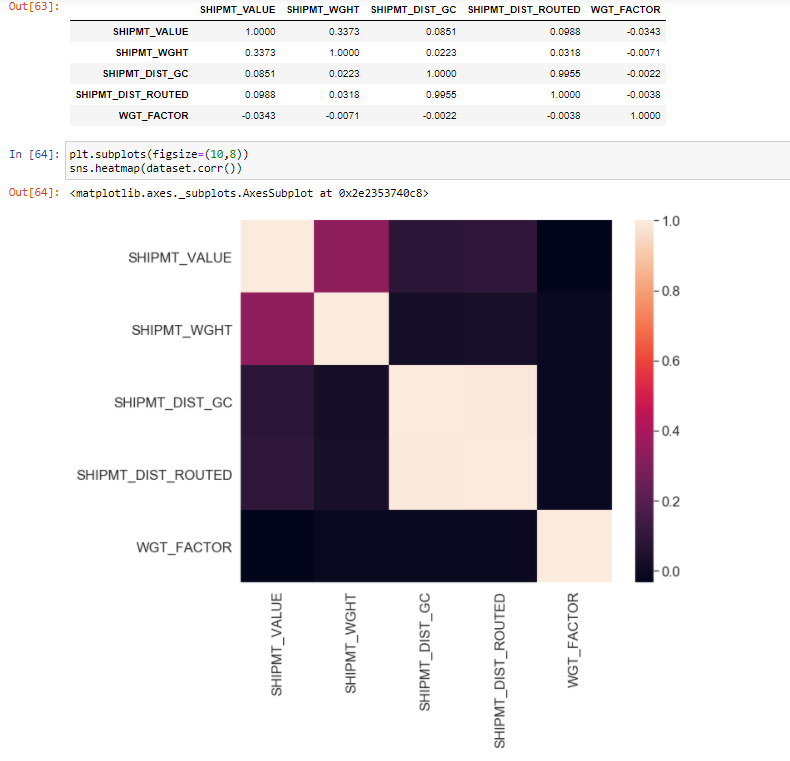 Out[63]:
SHIPMT_VALUE SHIPMT_WGHT SHIPMT_DIST_GC SHIPMT_DIST_ROUTED WGT_FACTOR
SHIPMT_VALUE 1.0000 0.3373 0.0851 0.0988 -0.0343
SHIPMT_WGHT 0.3373 1.0000 0.0223 0.0318 -0.0071
SHIPMT_DIST_GC 0.0851 0.0223 1.0000 0.9955 -0.0022
SHIPMT_DIST_ROUTED 0.0988 0.0318 0.9955 1.0000 -0.0038
WGT_FACTOR -0.0343 -0.0071 -0.0022 -0.0038 1.0000
In [64]: plt.subplots(figsize=(10,8))
sns.heatmap(dataset.corr())
Out[64]: <matplotlib.axes._subplots.AxesSubplot at 0x2e2353740c8>
SHIPMT_VALUE
SHIPMT_WGHT
SHIPMT_DIST_GC
SHIPMT_DIST_ROUTED
WGT_FACTOR
SHIPMT_VALUE
SHIPMT_WGHT
SHIPMT_DIST_GC
SHIPMT_DIST_ROUTED
WGT_FACTOR
1.0
0.8
0.6
0.4
0.2
0.0